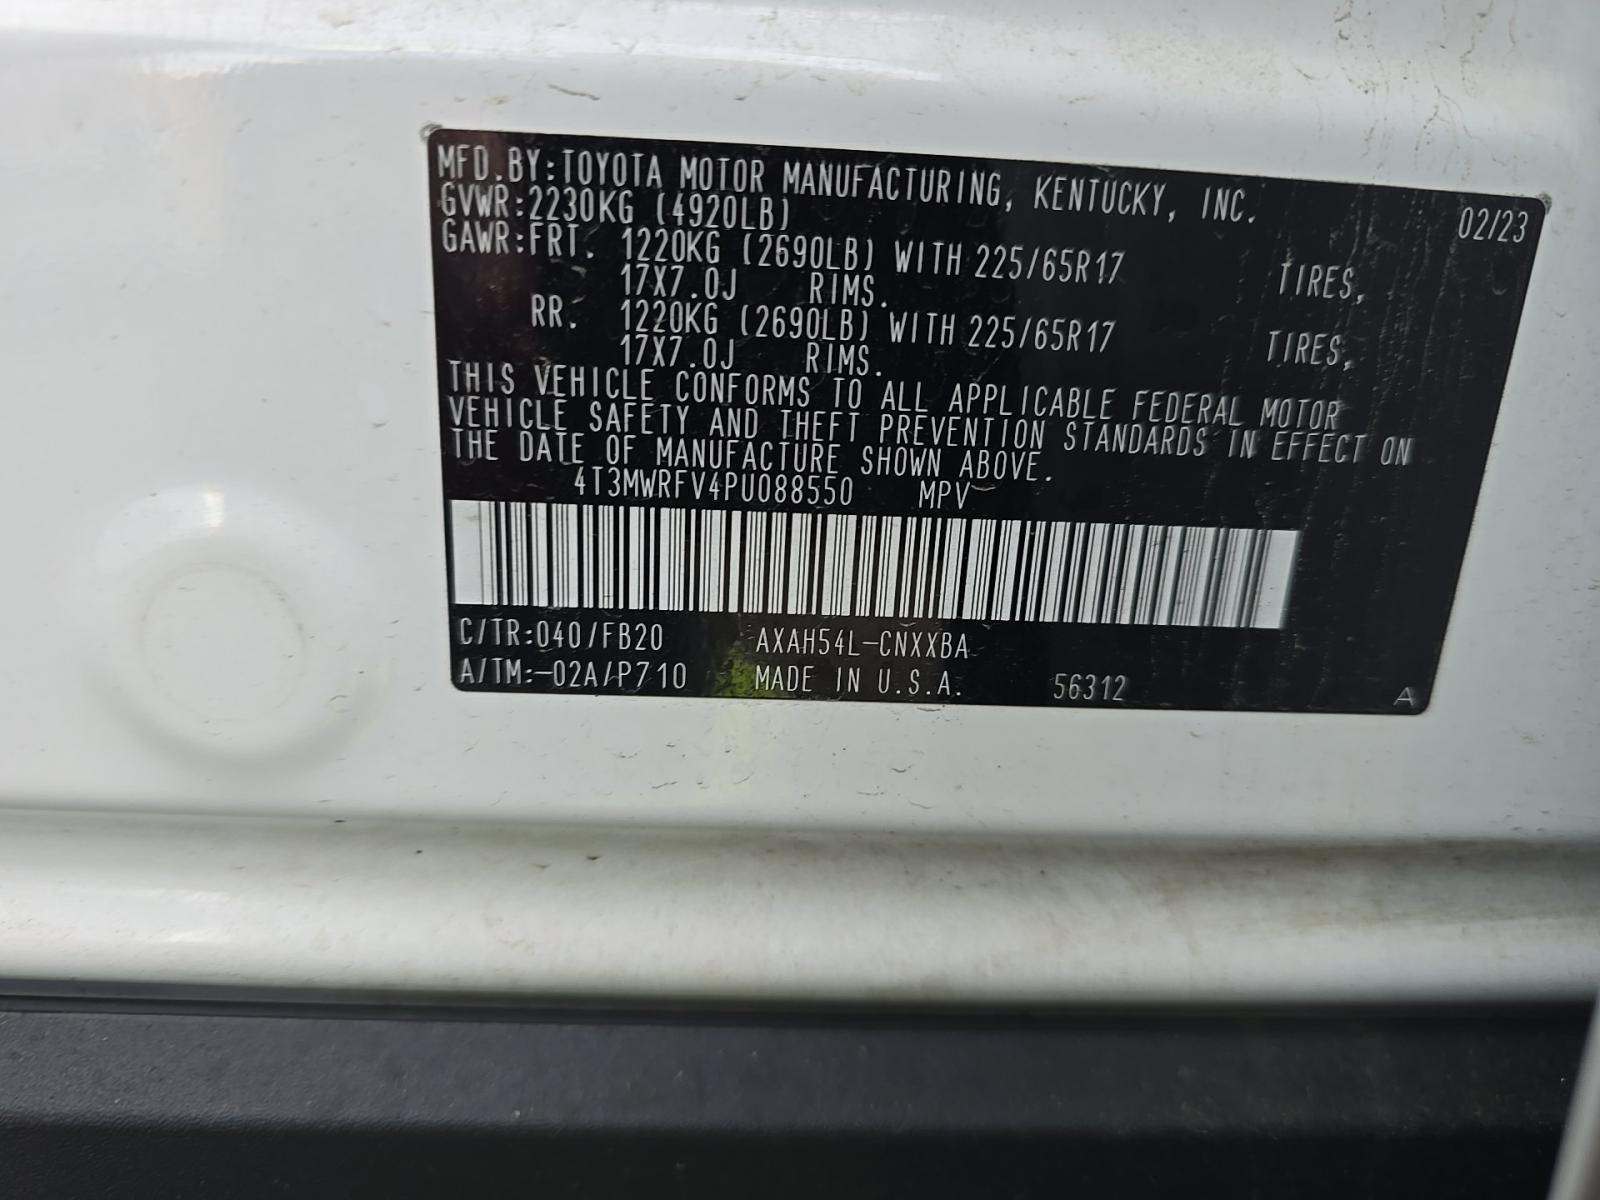 MFD.BY:TOYOTA MOTOR MANUFACTURING, KENTUCKY, INC.
GVWR:2230KG (4920LB) 02/23
GAWR:FRT. 1220KG (2690LB) WITH 225/65R17 TIRES,
17X7.0J RIMS.
RR. 1220KG (2690LB) WITH 225/65R17 TIRES,
17X7.0J RIMS.
THIS VEHICLE CONFORMS TO ALL APPLICABLE FEDERAL MOTOR
VEHICLE SAFETY AND THEFT PREVENTION STANDARDS IN EFFECT ON
THE DATE OF MANUFACTURE SHOWN ABOVE.
4T3MWRFV4PU088550 MPV
C/TR:040/FB20 AXAH54L-CNXXBA
A/TM:-02A/P710 MADE IN U.S.A. 56312 A